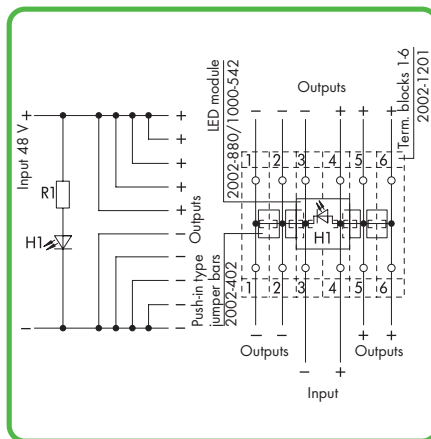 Input 48 V
+
−
R1
H1
+
+
+
+
+
−
−
−
−
−
Outputs
Push-in type
jumper bars
2002-402
LED module
2002-880/1000-542
Term. blocks 1-6
2002-1201
Outputs
− − − + + +
1 2 3 4 5 6
H1
1 2 3 4 5 6
− − + +
Outputs Outputs
− +
Input